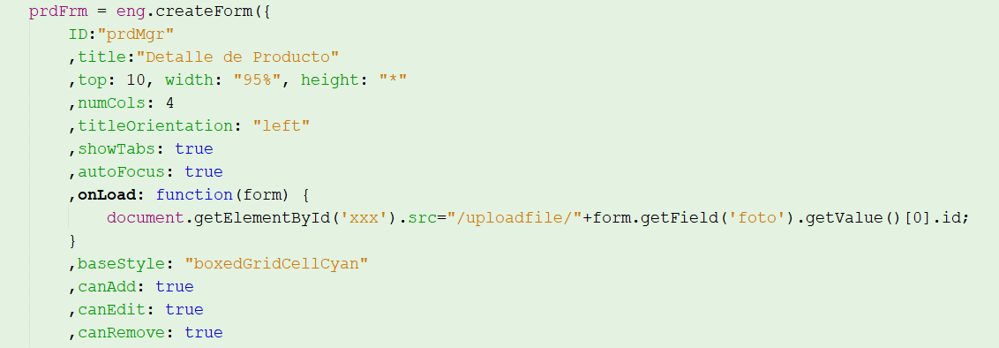 prdFrm = eng.createForm({
ID:"prdMgr"
,title:"Detalle de Producto"
,top: 10, width: "95%", height: "*"
,numCols: 4
,titleOrientation: "left"
,showTabs: true
,autoFocus: true
,onLoad: function(form) {
document.getElementById('xxx').src="/uploadfile/"+form.getField('foto').getValue()[0].id;
}
,baseStyle: "boxedGridCellCyan"
,canAdd: true
,canEdit: true
,canRemove: true